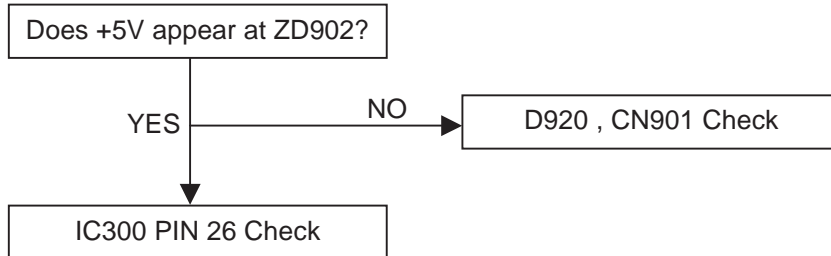 Does +5V appear at ZD902?
NO
YES
D920 , CN901 Check
IC300 PIN 26 Check